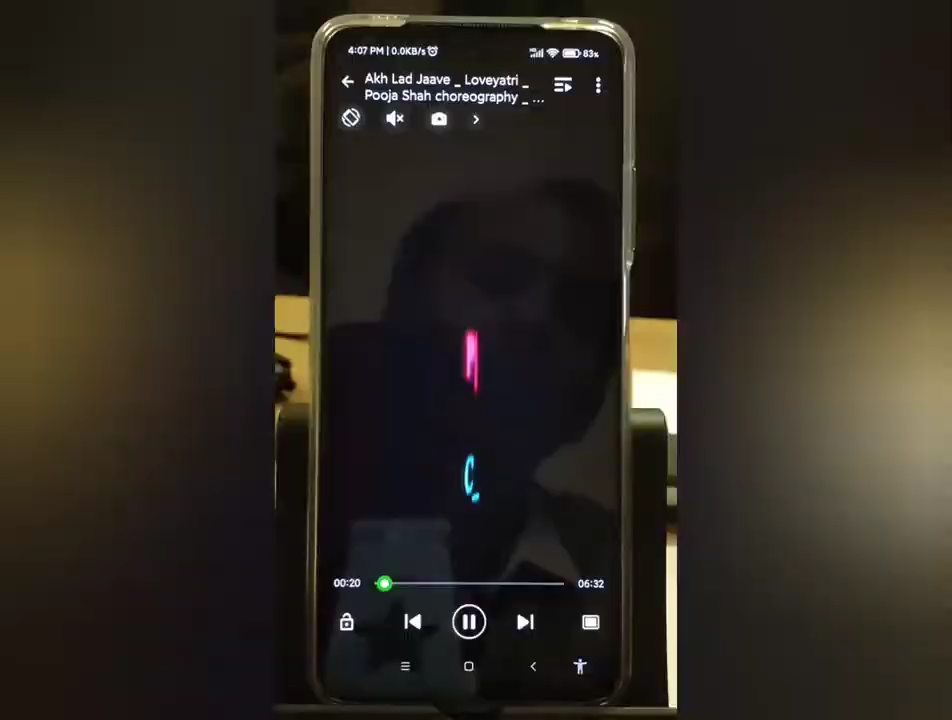 4:07 PM | 0.0KB/s
83%
Akh Lad Jaave _ Loveyatri _
Pooja Shah choreography _ ...
00:20
06:32